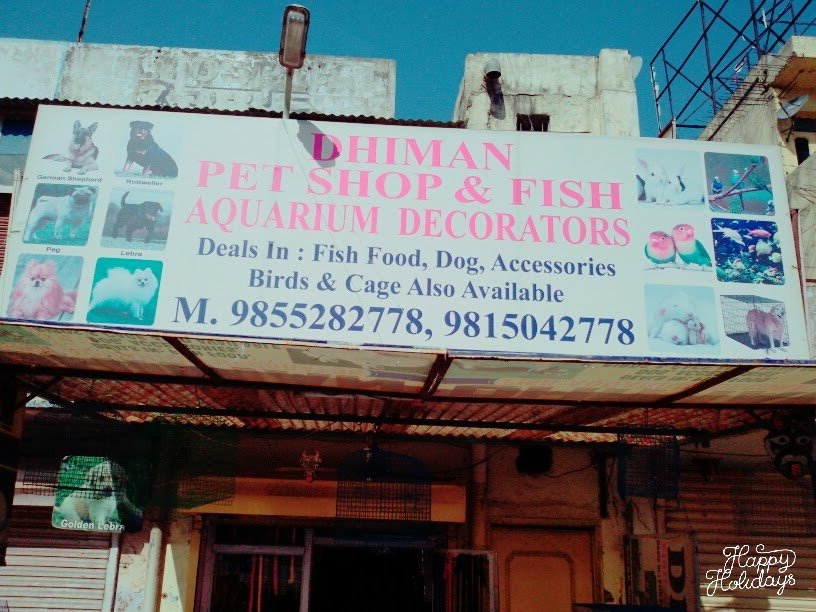 DHIMAN
PET SHOP & FISH
AQUARIUM DECORATORS
Deals In : Fish Food, Dog, Accessories
Birds & Cage Also Available
M. 9855282778, 9815042778
German Shepherd
Rottweiler
Peg
Lebra
Golden Lebra
Happy
Holidays